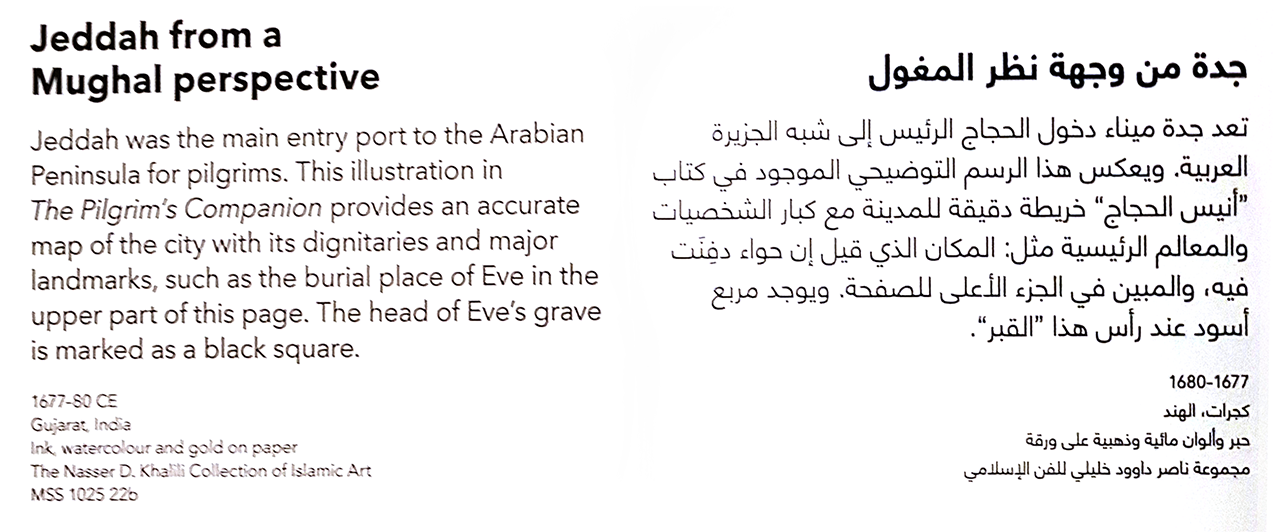 Jeddah from a
Mughal perspective
Jeddah was the main entry port to the Arabian
Peninsula for pilgrims. This illustration in
The Pilgrim's Companion provides an accurate
map of the city with its dignitaries and major
landmarks, such as the burial place of Eve in the
upper part of this page. The head of Eve's grave
is marked as a black square.
1677-80 CE
Gujarat, India
Ink, watercolour and gold on paper
The Nasser D. Khalili Collection of Islamic Art
MSS 1025 22b
جدة من وجهة نظر المغول
تعد جدة ميناء دخول الحجاج الرئيس إلى شبه الجزيرة
العربية. ويعكس هذا الرسم التوضيحي الموجود في كتاب
”أنيس الحجاج“ خريطة دقيقة للمدينة مع كبار الشخصيات
والمعالم الرئيسية مثل: المكان الذي قيل إن حواء دفِنَت
فيه، والمبين في الجزء الأعلى للصفحة. ويوجد مربع
أسود عند رأس هذا ”القبر“.
1680-1677
كجرات، الهند
حبر وألوان مائية وذهبية على ورقة
مجموعة ناصر داوود خليلي للفن الإسلامي